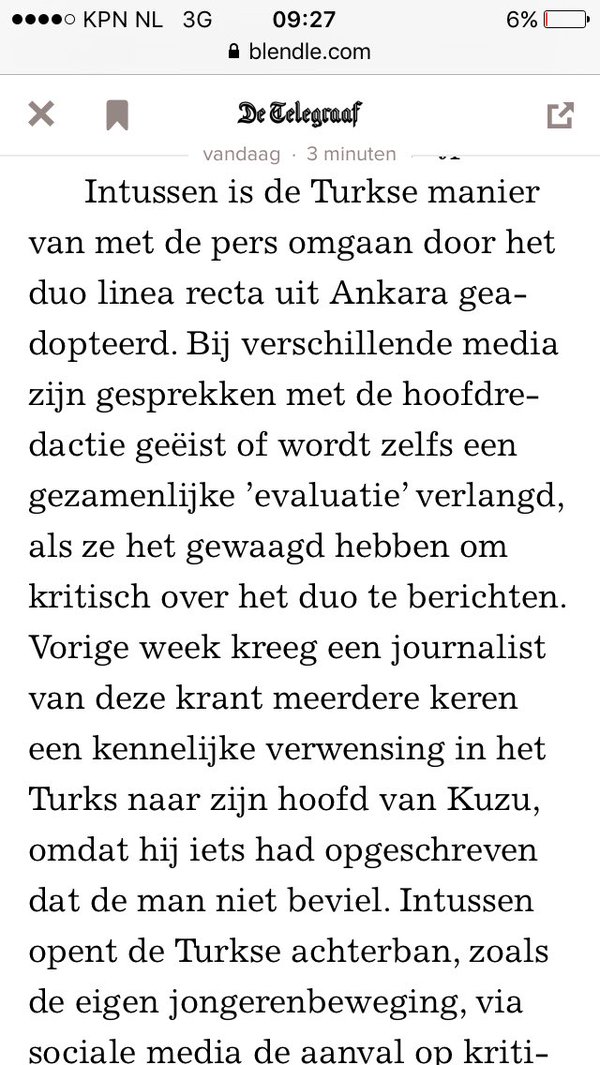 KPN NL 3G 09:27 6%
blendle.com
De Telegraaf
vandaag · 3 minuten
Intussen is de Turkse manier
van met de pers omgaan door het
duo linea recta uit Ankara gea-
dopteerd. Bij verschillende media
zijn gesprekken met de hoofdre-
dactie geëist of wordt zelfs een
gezamenlijke ’evaluatie’ verlangd,
als ze het gewaagd hebben om
kritisch over het duo te berichten.
Vorige week kreeg een journalist
van deze krant meerdere keren
een kennelijke verwensing in het
Turks naar zijn hoofd van Kuzu,
omdat hij iets had opgeschreven
dat de man niet beviel. Intussen
opent de Turkse achterban, zoals
de eigen jongerenbeweging, via
sociale media de aanval op kriti-